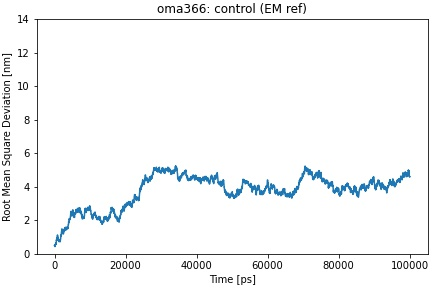 oma366: control (EM ref)
Root Mean Square Deviation [nm]
14
12
10
8
6
4
2
0
0 20000 40000 60000 80000 100000
Time [ps]